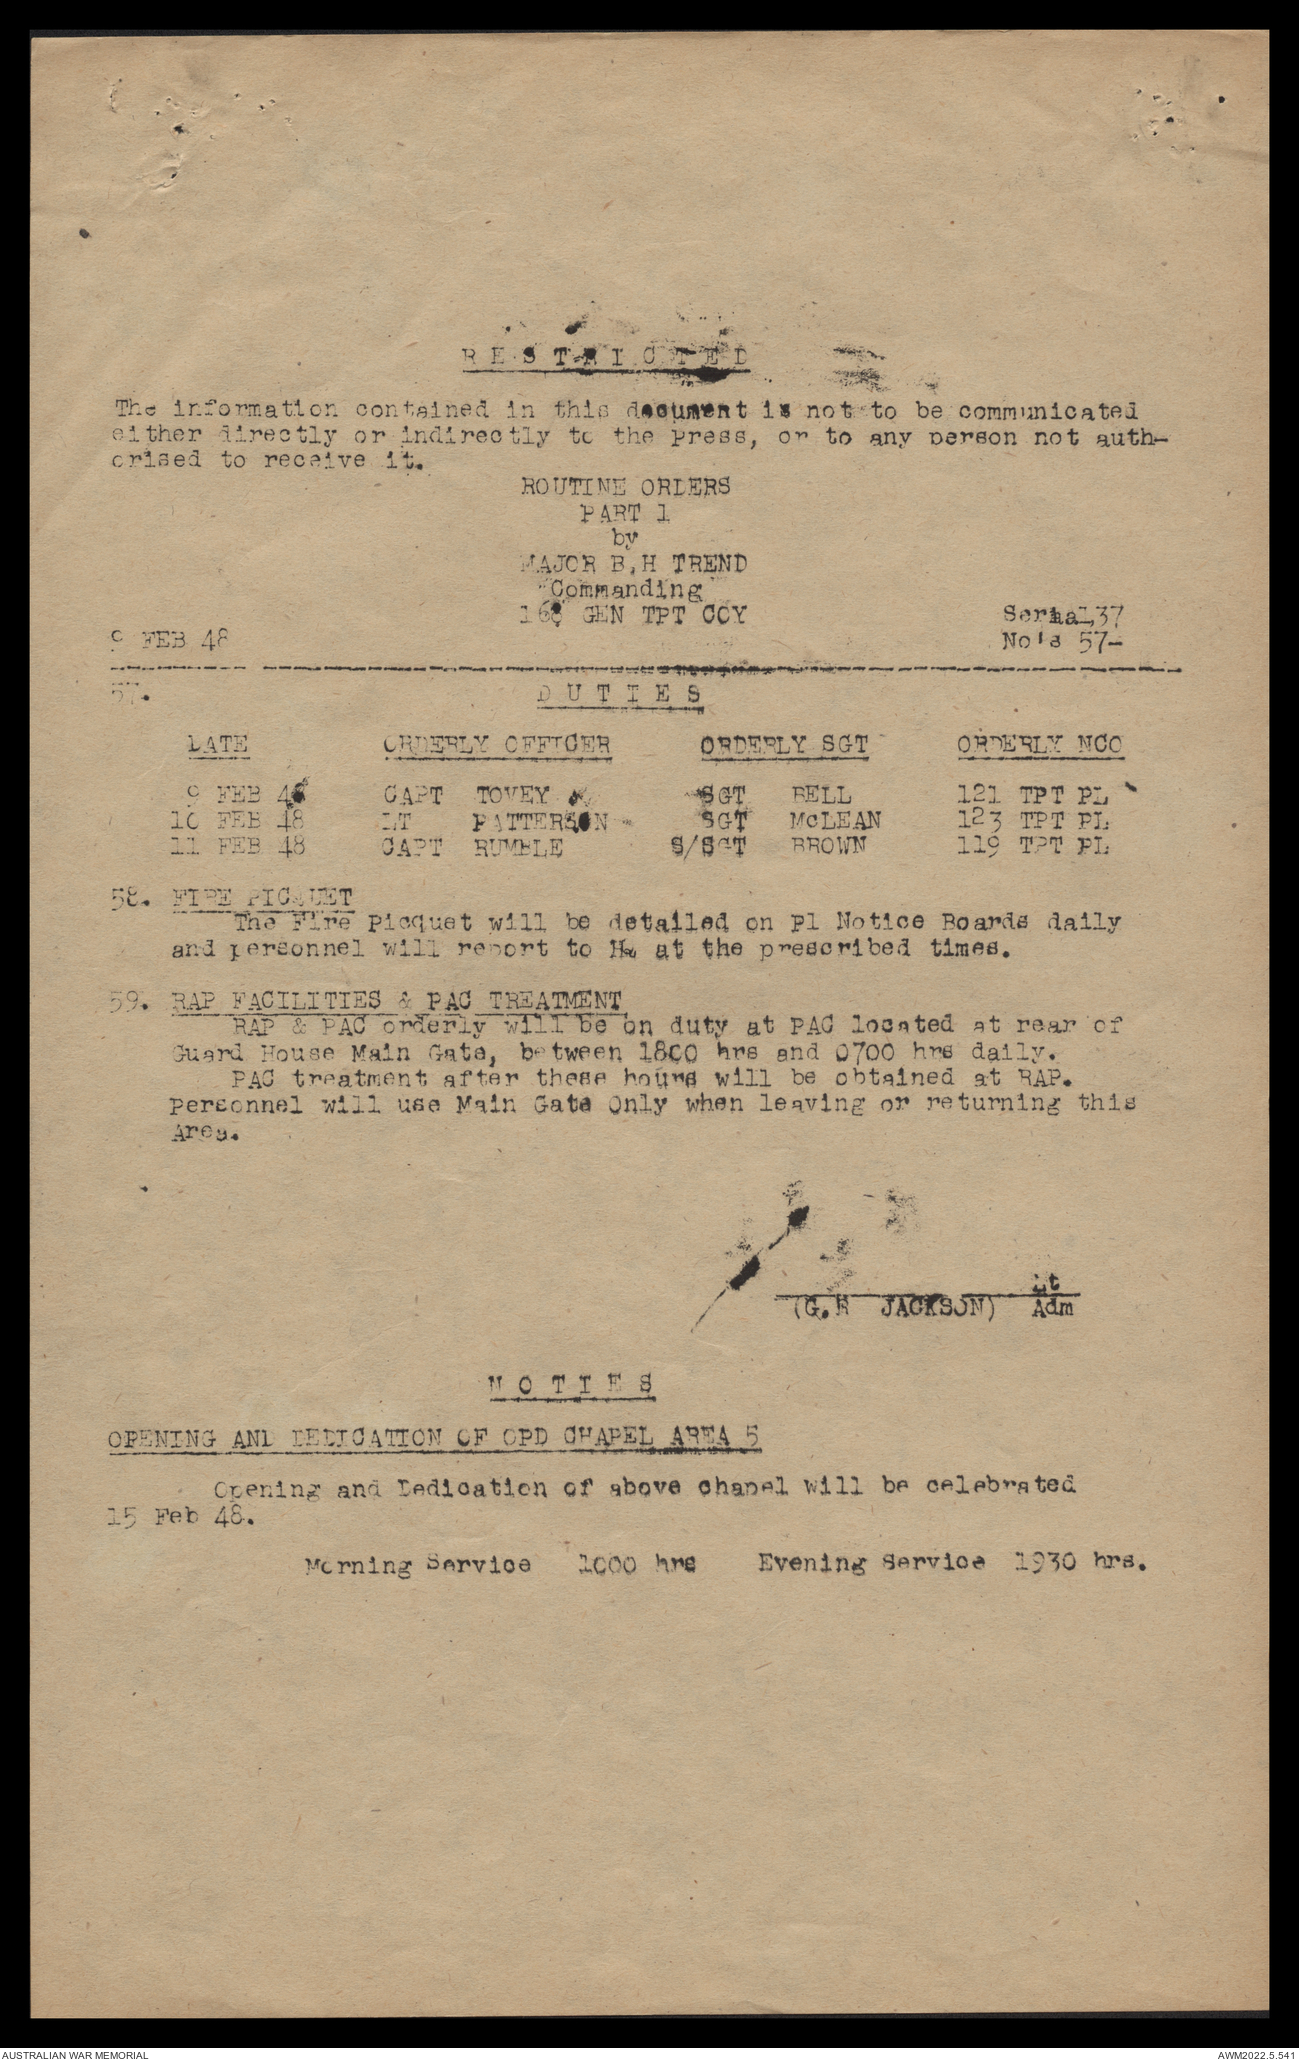 R E S T R I C T E D
The information contained in this document is not to be communicated
either directly or indirectly to the Press, or to any person not auth-
orised to receive it.
ROUTINE ORDERS
PART 1
by
MAJOR B.H TREND
Commanding
168 GEN TPT COY
Serial,37
9 FEB 48
No's 57-
57.
D U T I E S
DATE ORDERLY OFFICER ORDERLY SGT ORDERLY NCO
9 FEB 48 CAPT TOVEY SGT BELL 121 TPT PL
10 FEB 48 LT PATTERSON SGT McLEAN 123 TPT PL
11 FEB 48 CAPT RUMBLE S/SGT BROWN 119 TPT PL
58. FIRE PICQUET
The Fire Picquet will be detailed on Pl Notice Boards daily
and personnel will report to HQ at the prescribed times.
59. RAP FACILITIES & PAC TREATMENT
RAP & PAC orderly will be on duty at PAC located at rear of
Guard House Main Gate, between 1800 hrs and 0700 hrs daily.
PAC treatment after these hours will be obtained at RAP.
Personnel will use Main Gate Only when leaving or returning this
Area.
Lt
(G. JACKSON) Adm
N O T I E S
OPENING AND DEDICATION OF OPD CHAPEL AREA 5
Opening and Dedication of above chapel will be celebrated
15 Feb 48.
Morning Service 1000 hrs Evening Service 1930 hrs.
AUSTRALIAN WAR MEMORIAL
AWM2022.5.541